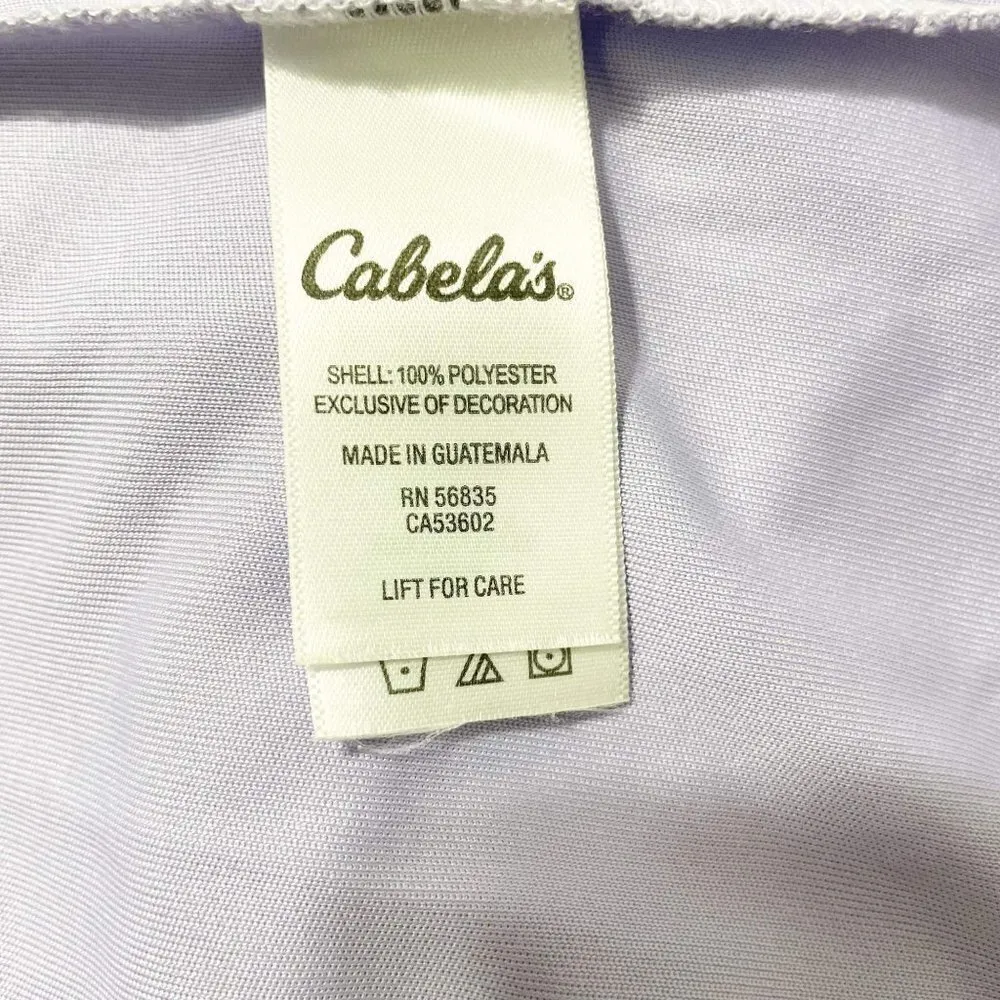 Cabela's®
SHELL: 100% POLYESTER
EXCLUSIVE OF DECORATION
MADE IN GUATEMALA
RN 56835
CA53602
LIFT FOR CARE